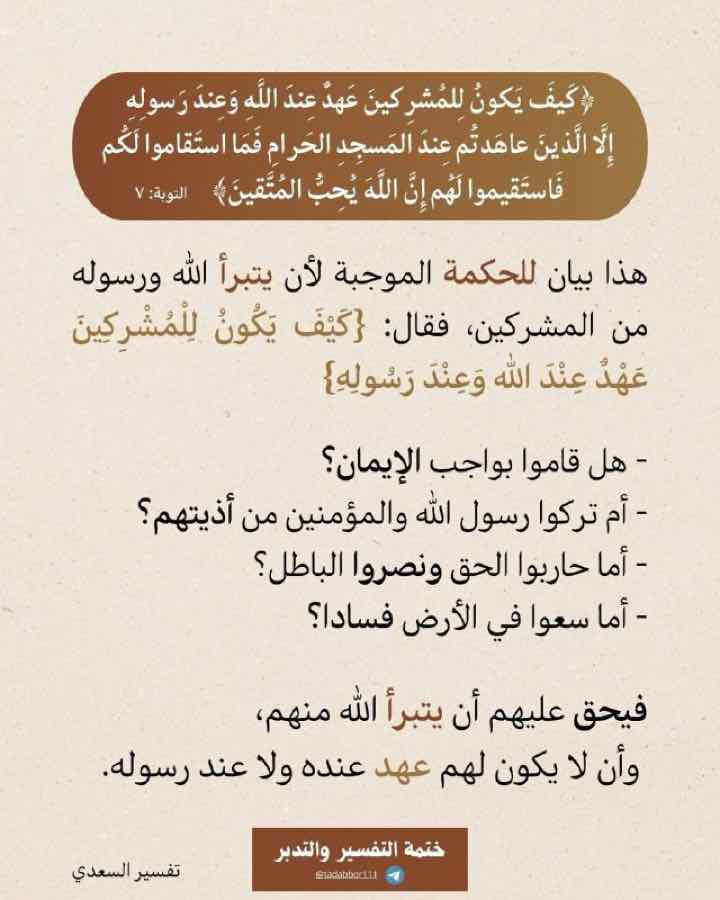 ﴿كَيفَ يَكونُ لِلمُشرِكينَ عَهدٌ عِندَ اللَّهِ وَعِندَ رَسولِهِ
إِلَّا الَّذينَ عاهَدتُم عِندَ المَسجِدِ الحَرامِ فَمَا استَقاموا لَكُم
فَاستَقيموا لَهُم إِنَّ اللَّهَ يُحِبُّ المُتَّقينَ﴾ التوبة: ٧
هذا بيان للحكمة الموجبة لأن يتبرأ الله ورسوله
من المشركين، فقال: {كَيْفَ يَكُونُ لِلْمُشْرِكِينَ
عَهْدٌ عِنْدَ الله وَعِنْدَ رَسُولِهِ}
- هل قاموا بواجب الإيمان؟
- أم تركوا رسول الله والمؤمنين من أذيتهم؟
- أما حاربوا الحق ونصروا الباطل؟
- أما سعوا في الأرض فسادا؟
فيحق عليهم أن يتبرأ الله منهم،
وأن لا يكون لهم عهد عنده ولا عند رسوله.
ختمة التفسير والتدبر
@tadabbor111
تفسير السعدي